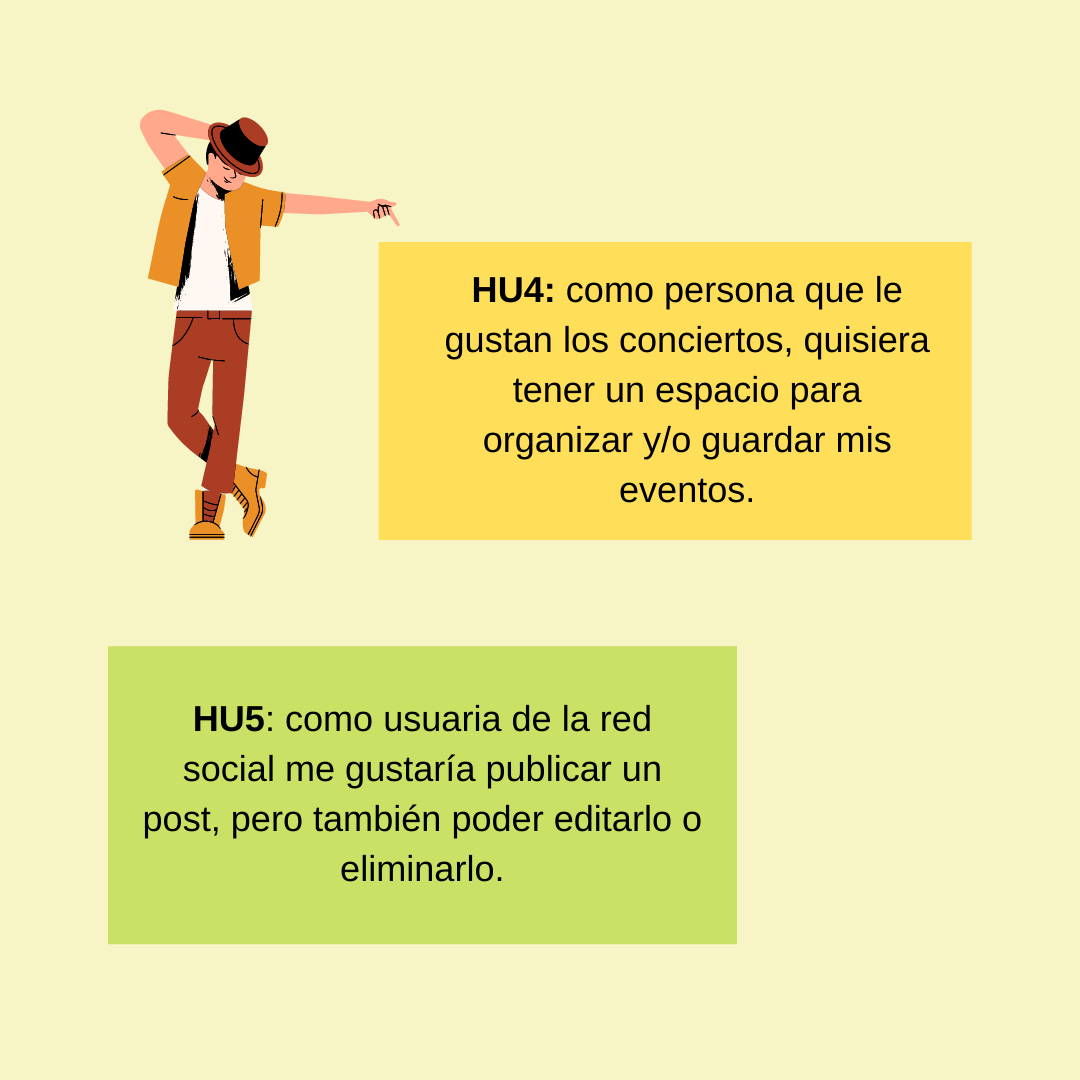 HU4: como persona que le
gustan los conciertos, quisiera
tener un espacio para
organizar y/o guardar mis
eventos.
HU5: como usuaria de la red
social me gustaría publicar un
post, pero también poder editarlo o
eliminarlo.